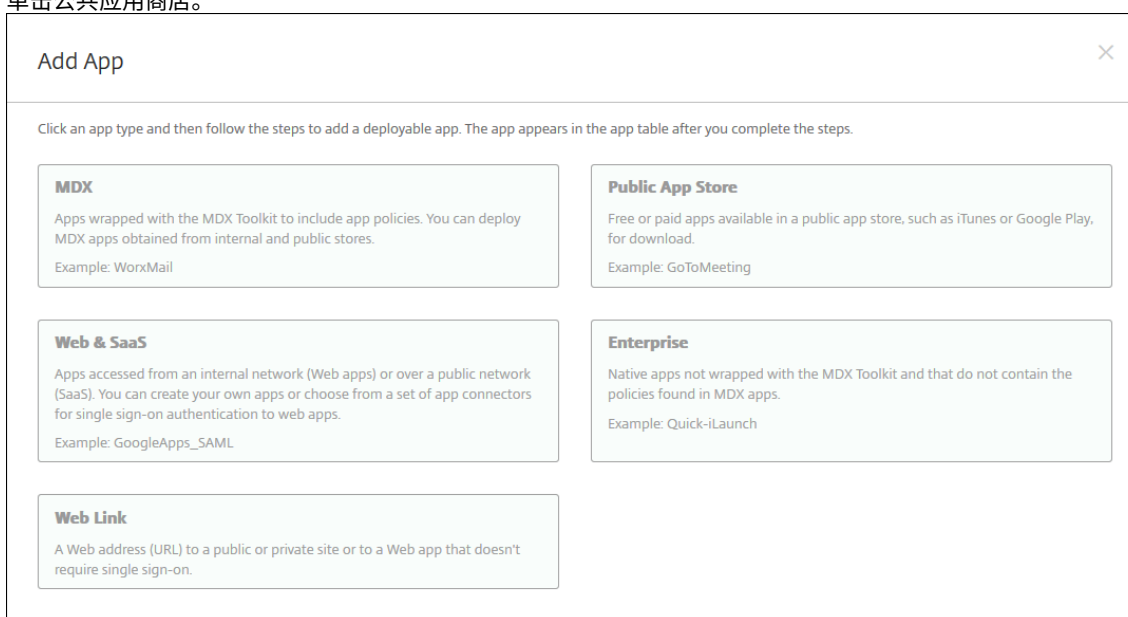 单击公共应用商店。
Add App
Click an app type and then follow the steps to add a deployable app. The app appears in the app table after you complete the steps.
MDX
Apps wrapped with the MDX Toolkit to include app policies. You can deploy
MDX apps obtained from internal and public stores.
Example: WorxMail
Public App Store
Free or paid apps available in a public app store, such as iTunes or Google Play,
for download.
Example: GoToMeeting
Web & SaaS
Apps accessed from an internal network (Web apps) or over a public network
(SaaS). You can create your own apps or choose from a set of app connectors
for single sign-on authentication to web apps.
Example: GoogleApps_SAML
Enterprise
Native apps not wrapped with the MDX Toolkit and that do not contain the
policies found in MDX apps.
Example: Quick-iLaunch
Web Link
A Web address (URL) to a public or private site or to a Web app that doesn't
require single sign-on.